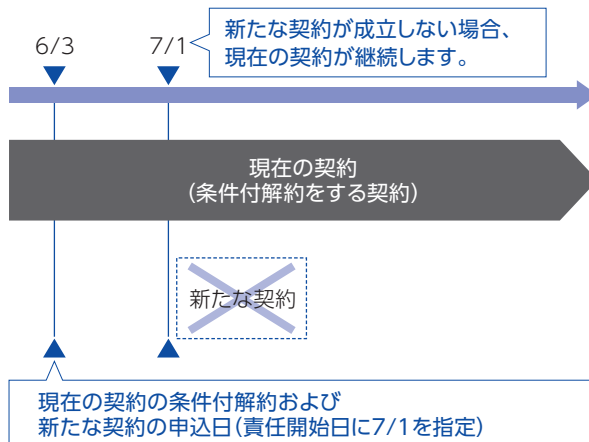 新たな契約が成立しない場合、
現在の契約が継続します。
6/3
7/1
現在の契約
(条件付解約をする契約)
新たな契約
現在の契約の条件付解約および
新たな契約の申込日(責任開始日に7/1を指定)